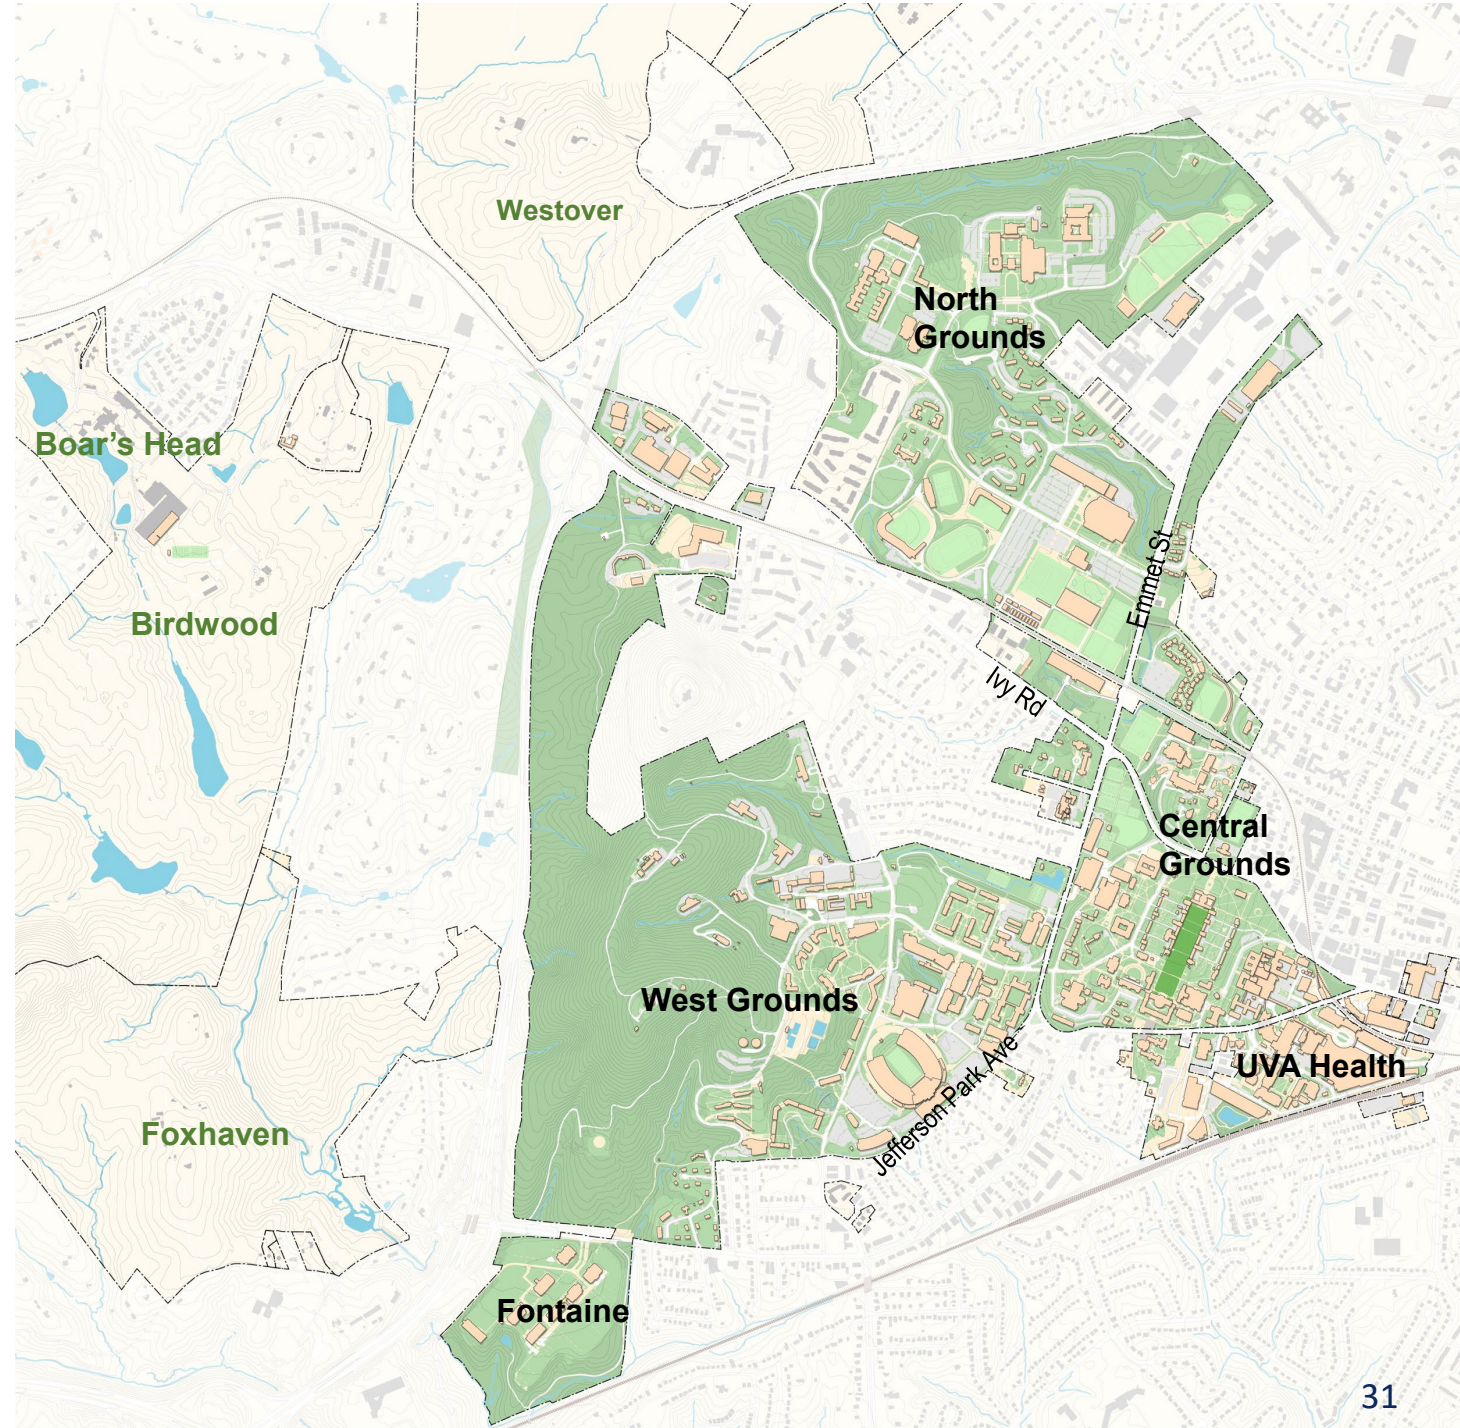 Westover
North
Grounds
Boar's Head
Emmet St
Birdwood
Ivy Rd
Central
Grounds
West Grounds
Jefferson Park Ave
UVA Health
Foxhaven
Fontaine
31